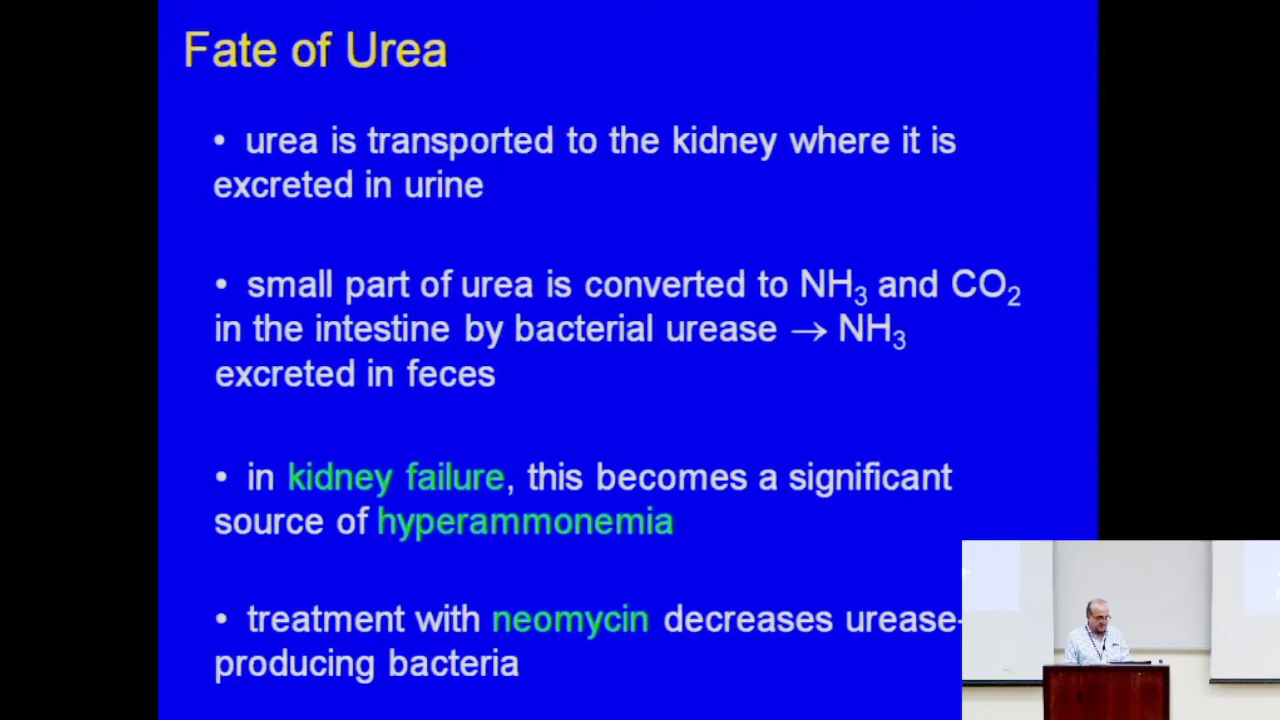 Fate of Urea
• urea is transported to the kidney where it is
excreted in urine
• small part of urea is converted to NH₃ and CO₂
in the intestine by bacterial urease → NH₃
excreted in feces
• in kidney failure, this becomes a significant
source of hyperammonemia
• treatment with neomycin decreases urease-
producing bacteria